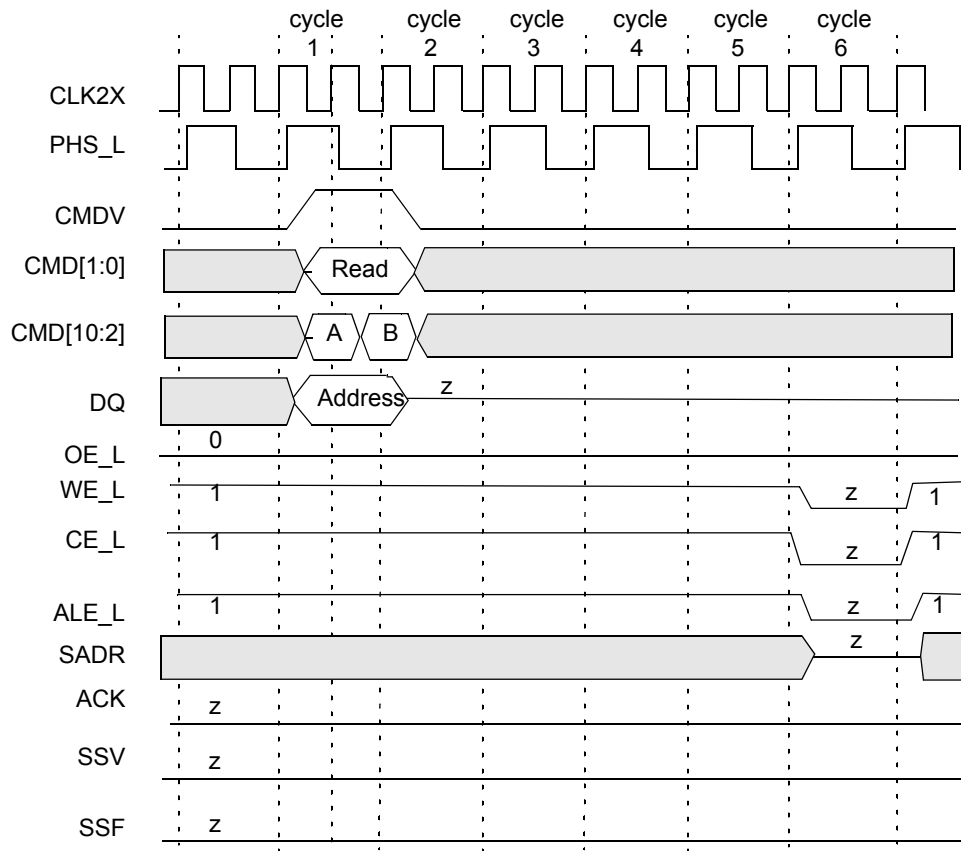 cycle cycle cycle cycle cycle cycle
1 2 3 4 5 6
CLK2X
PHS_L
CMDV
CMD[1:0] Read
CMD[10:2] A B
DQ Address z
OE_L 0
WE_L 1 z 1
CE_L 1 z 1
ALE_L 1 z 1
SADR z
ACK z
SSV z
SSF z